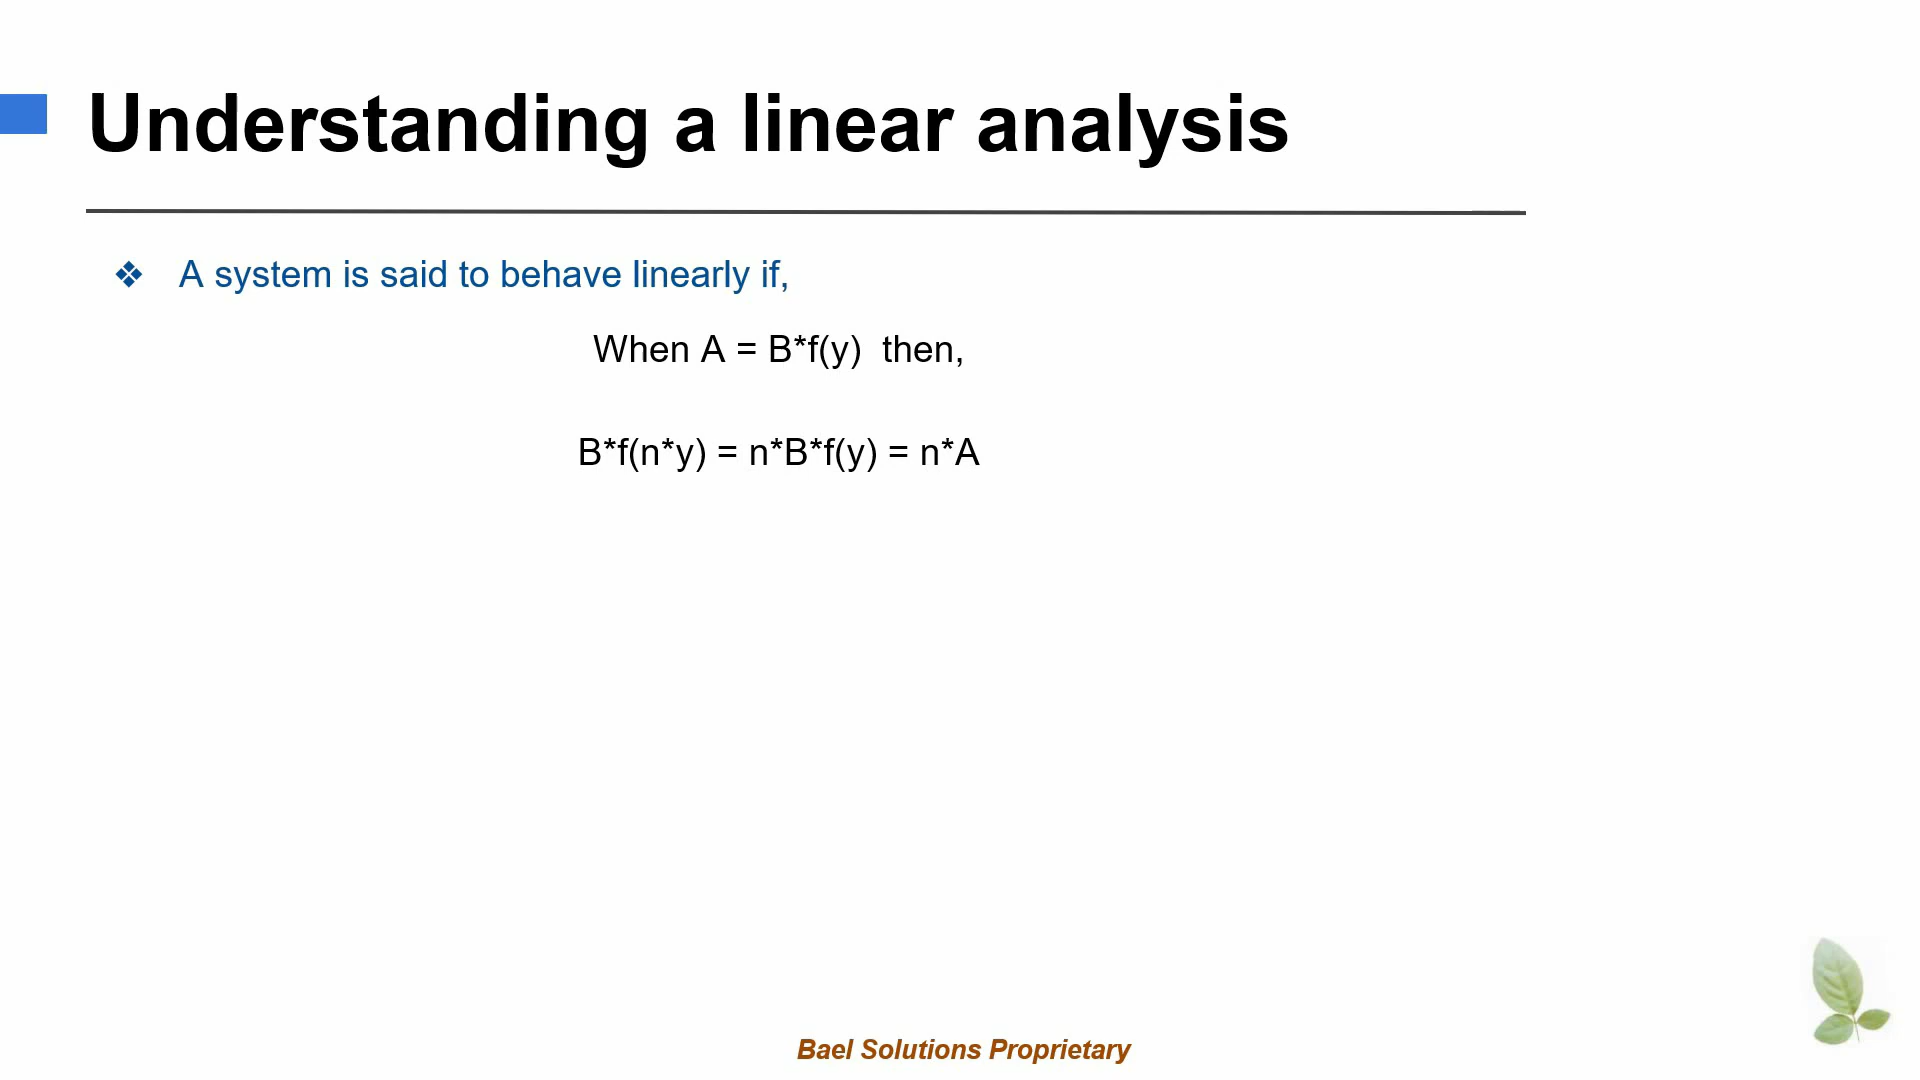 Understanding a linear analysis
❖ A system is said to behave linearly if,
When A = B*f(y) then,
B*f(n*y) = n*B*f(y) = n*A
Bael Solutions Proprietary